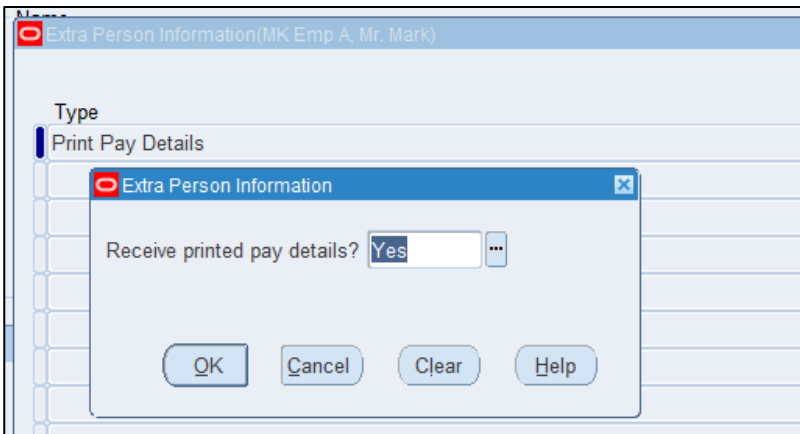 Name
Extra Person Information(MK Emp A, Mr. Mark)
Type
Print Pay Details
Extra Person Information
Receive printed pay details? Yes ...
OK Cancel Clear Help